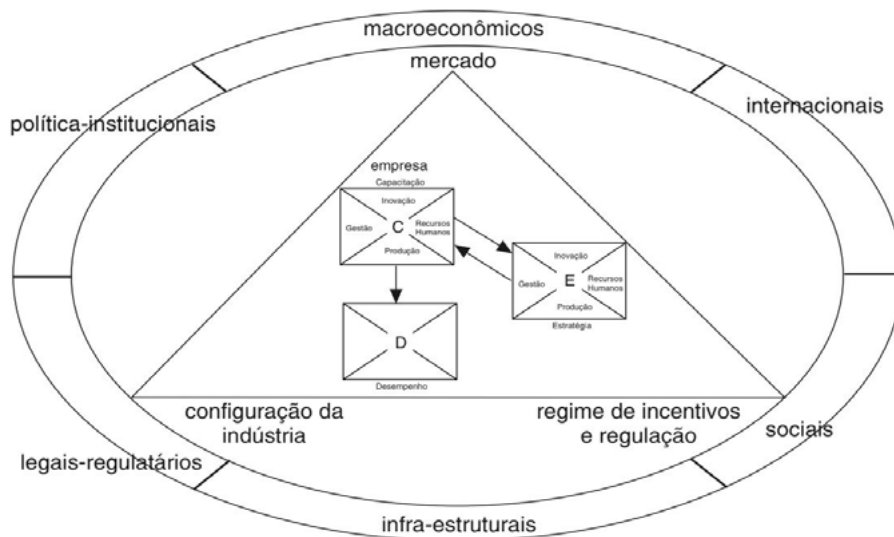 macroeconômicos
mercado
política-institucionais
internacionais
empresa
Capacitação
Inovação
Gestão
C
Recursos
Humanos
Produção
Inovação
Gestão
E
Recursos
Humanos
Produção
Estratégia
D
Desempenho
configuração da
indústria
regime de incentivos
e regulação
legais-regulatários
sociais
infra-estruturais